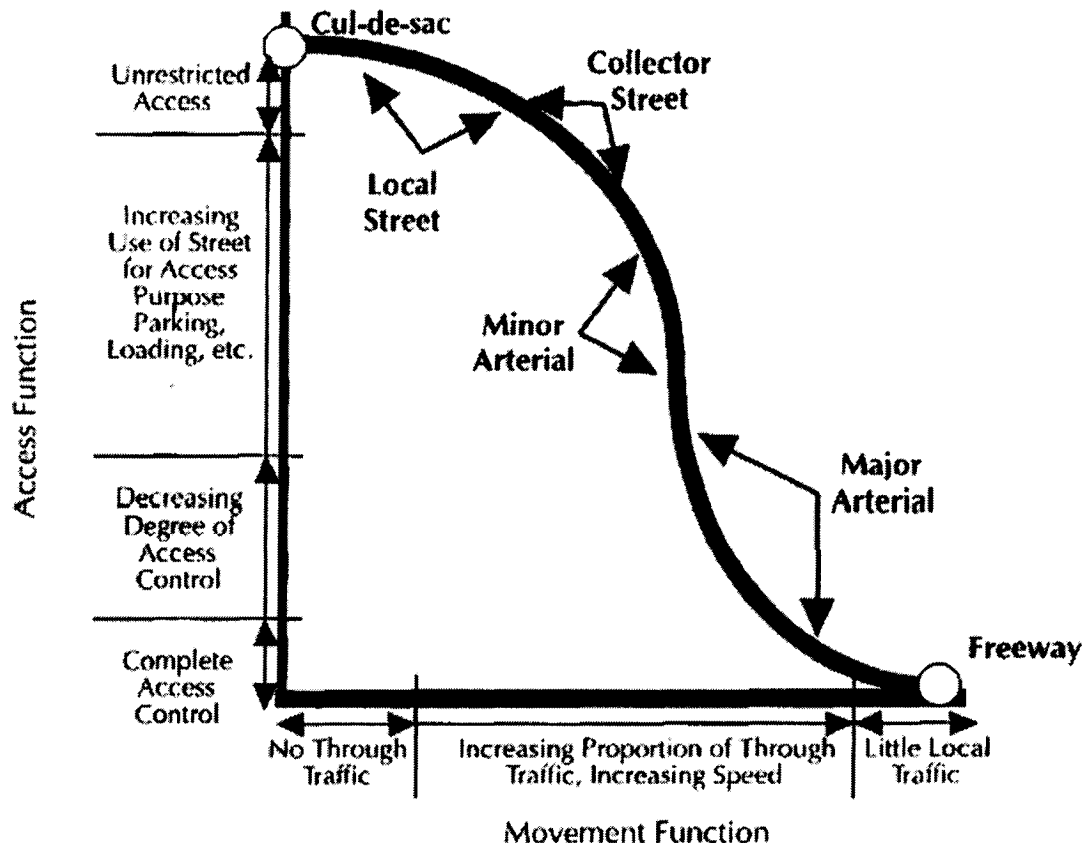 Cul-de-sac
Unrestricted
Access
Collector
Street
Local
Street
Increasing
Use of Street
for Access
Purpose
Parking,
Loading, etc.
Minor
Arterial
Access Function
Major
Arterial
Decreasing
Degree of
Access
Control
Complete
Access
Control
Freeway
No Through
Traffic
Increasing Proportion of Through
Traffic, Increasing Speed
Little Local
Traffic
Movement Function